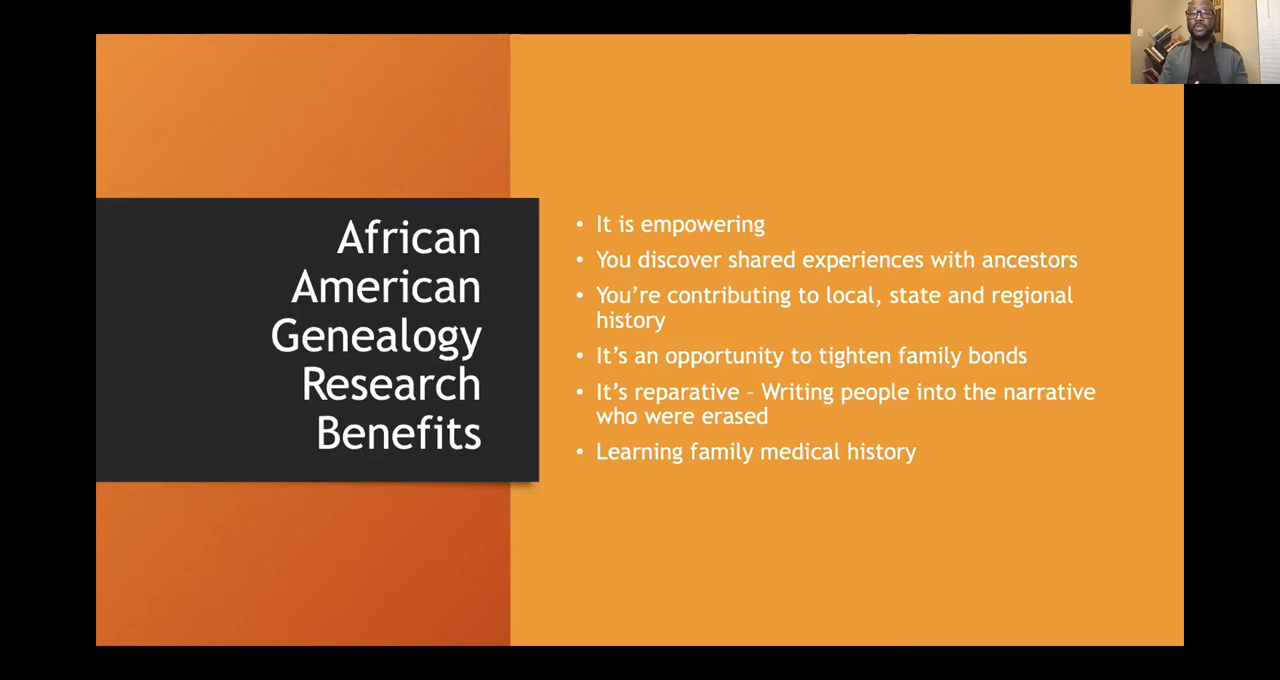 African
American
Genealogy
Research
Benefits
• It is empowering
• You discover shared experiences with ancestors
• You’re contributing to local, state and regional
history
• It’s an opportunity to tighten family bonds
• It’s reparative – Writing people into the narrative
who were erased
• Learning family medical history